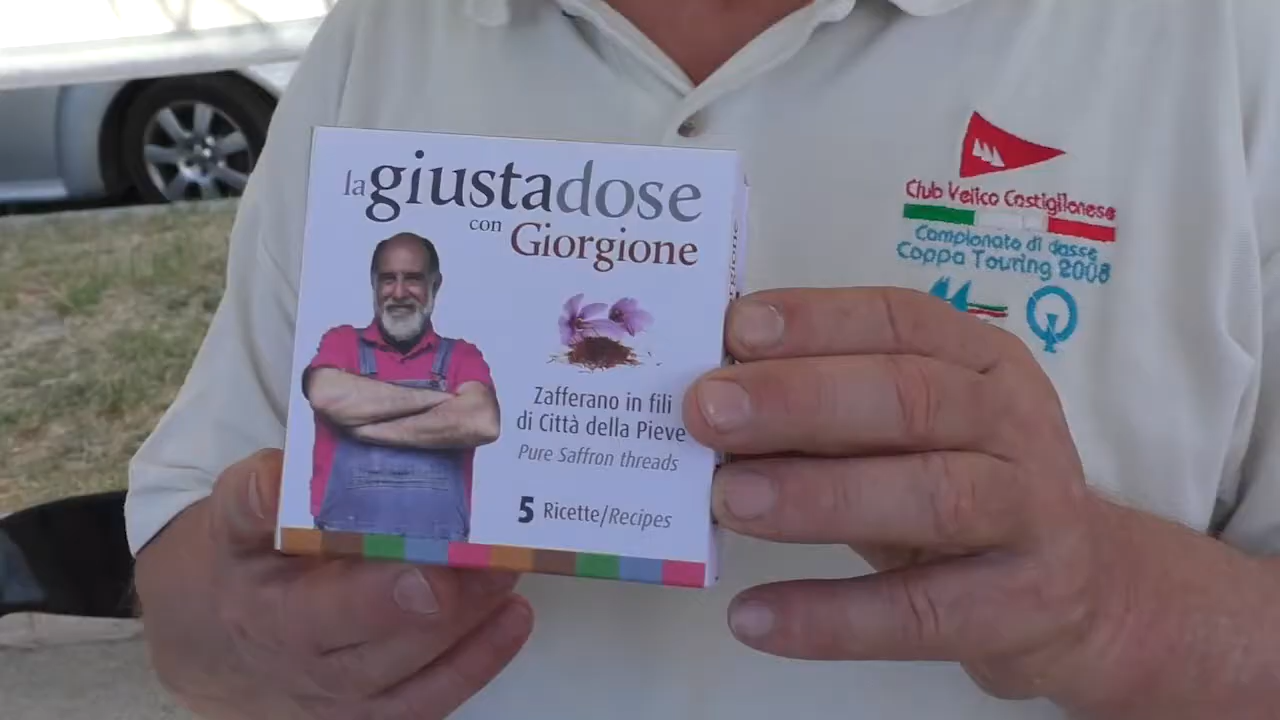 la giustadose
con Giorgione
Zafferano in fili
di Città della Pieve
Pure Saffron threads
5 Ricette/Recipes
Club Velico Castiglionese
Campionato di classe
Coppa Touring 2008